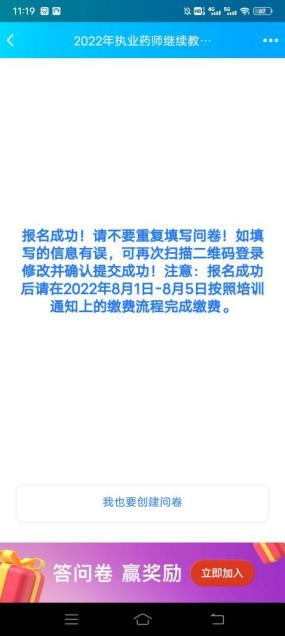 11:19
HD 4G 5G 67
2022年执业药师继续教…
报名成功！请不要重复填写问卷！如填
写的信息有误，可再次扫描二维码登录
修改并确认提交成功！注意：报名成功
后请在2022年8月1日-8月5日按照培训
通知上的缴费流程完成缴费。
我也要创建问卷
答问卷 赢奖励
立即加入